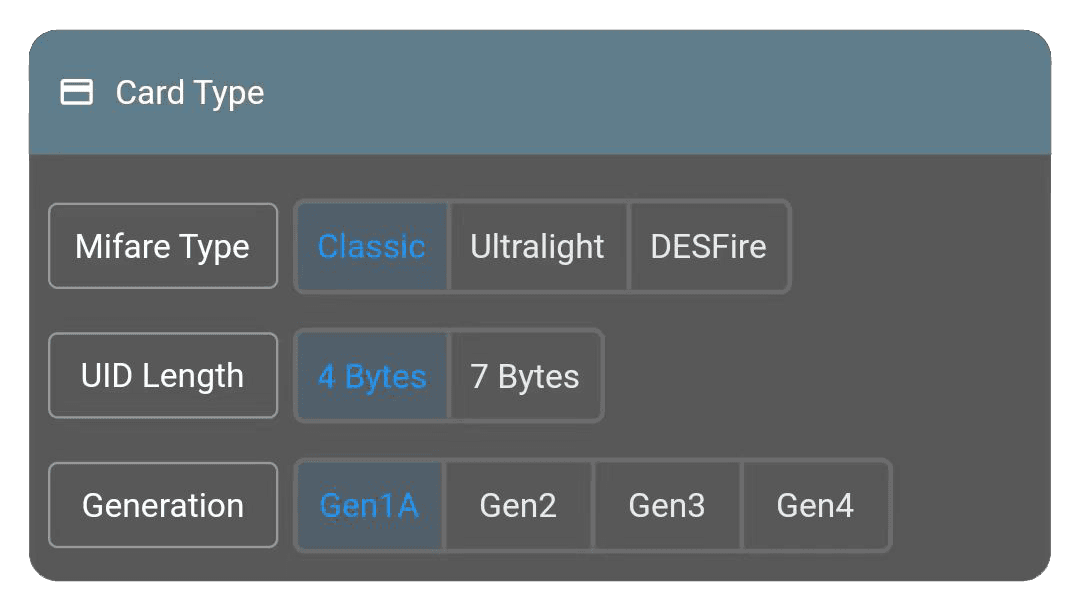 Card Type
Mifare Type Classic Ultralight DESFire
UID Length 4 Bytes 7 Bytes
Generation Gen1A Gen2 Gen3 Gen4